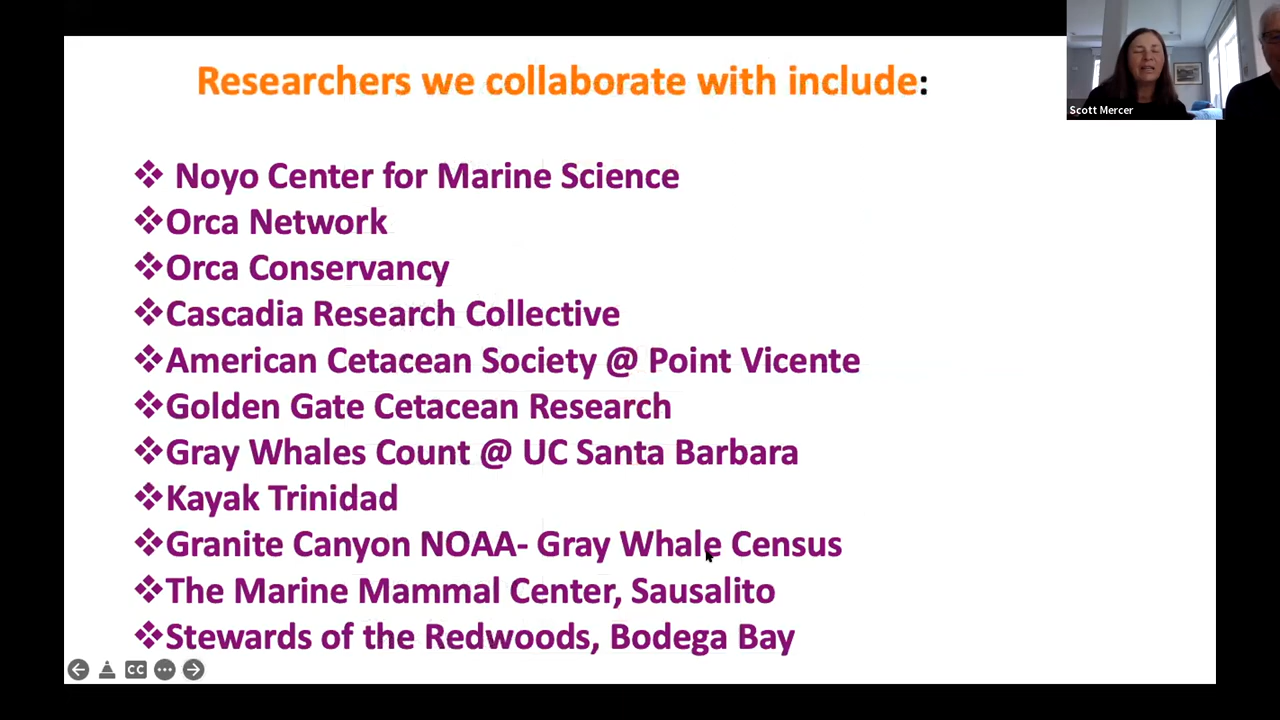 Researchers we collaborate with include:
Scott Mercer
❖ Noyo Center for Marine Science
❖Orca Network
❖Orca Conservancy
❖Cascadia Research Collective
❖American Cetacean Society @ Point Vicente
❖Golden Gate Cetacean Research
❖Gray Whales Count @ UC Santa Barbara
❖Kayak Trinidad
❖Granite Canyon NOAA- Gray Whale Census
❖The Marine Mammal Center, Sausalito
❖Stewards of the Redwoods, Bodega Bay
CC